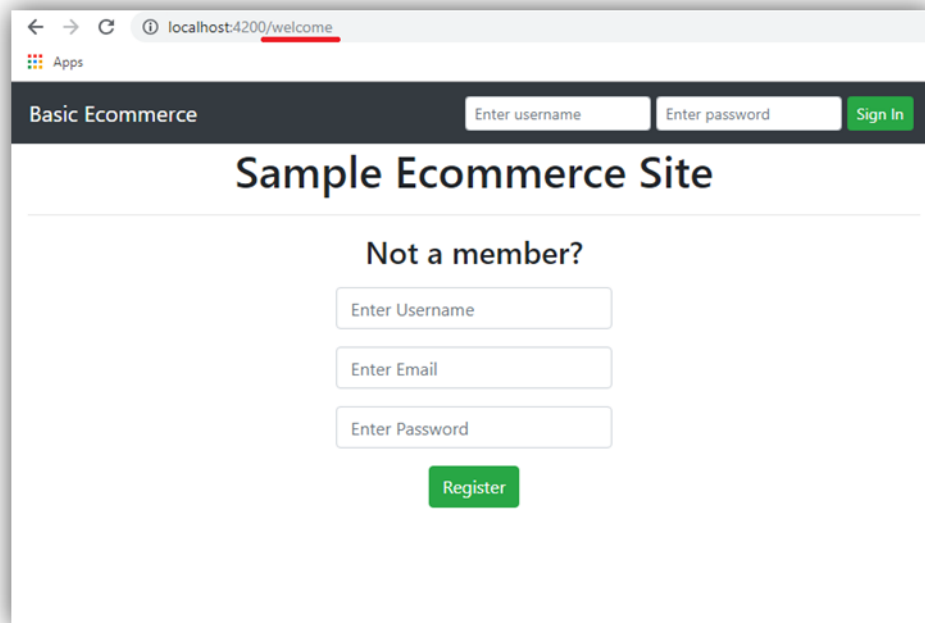 localhost:4200/welcome
Apps
Basic Ecommerce Enter username Enter password Sign In
Sample Ecommerce Site
Not a member?
Enter Username
Enter Email
Enter Password
Register